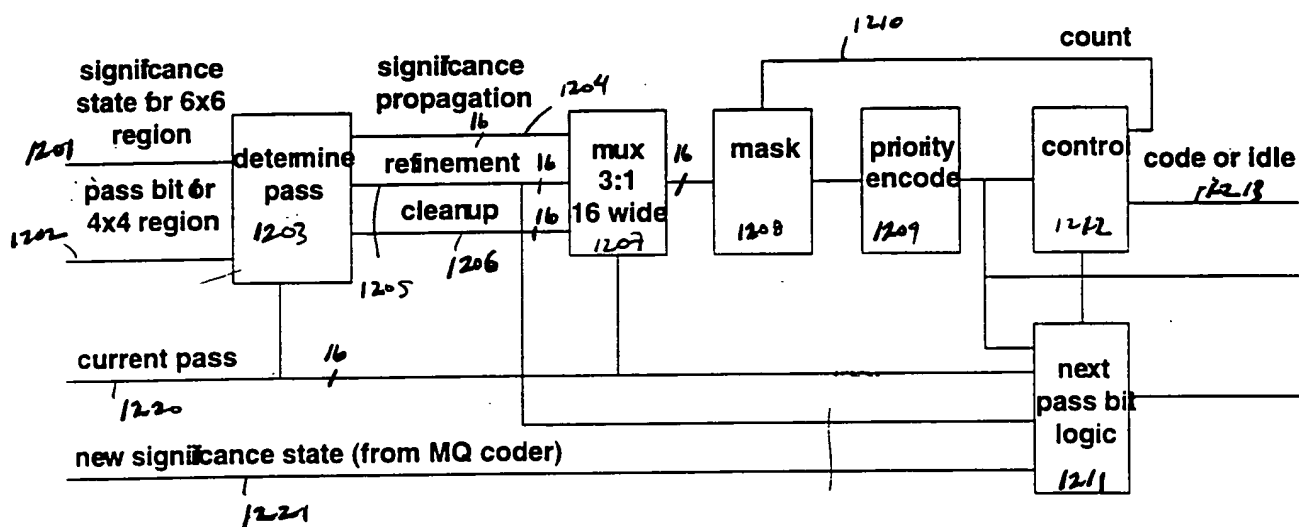 1210
count
signifcance
state for 6x6
region
1201
pass bit for
4x4 region
1202
determine
pass
1203
signifcance
propagation
1204
16
refinement
16
cleanup
16
1205
1206
mux
3:1
16 wide
1207
16
mask
1208
priority
encode
1209
control
1212
code or idle
1213
current pass
16
1220
new significance state (from MQ coder)
1221
next
pass bit
logic
1211